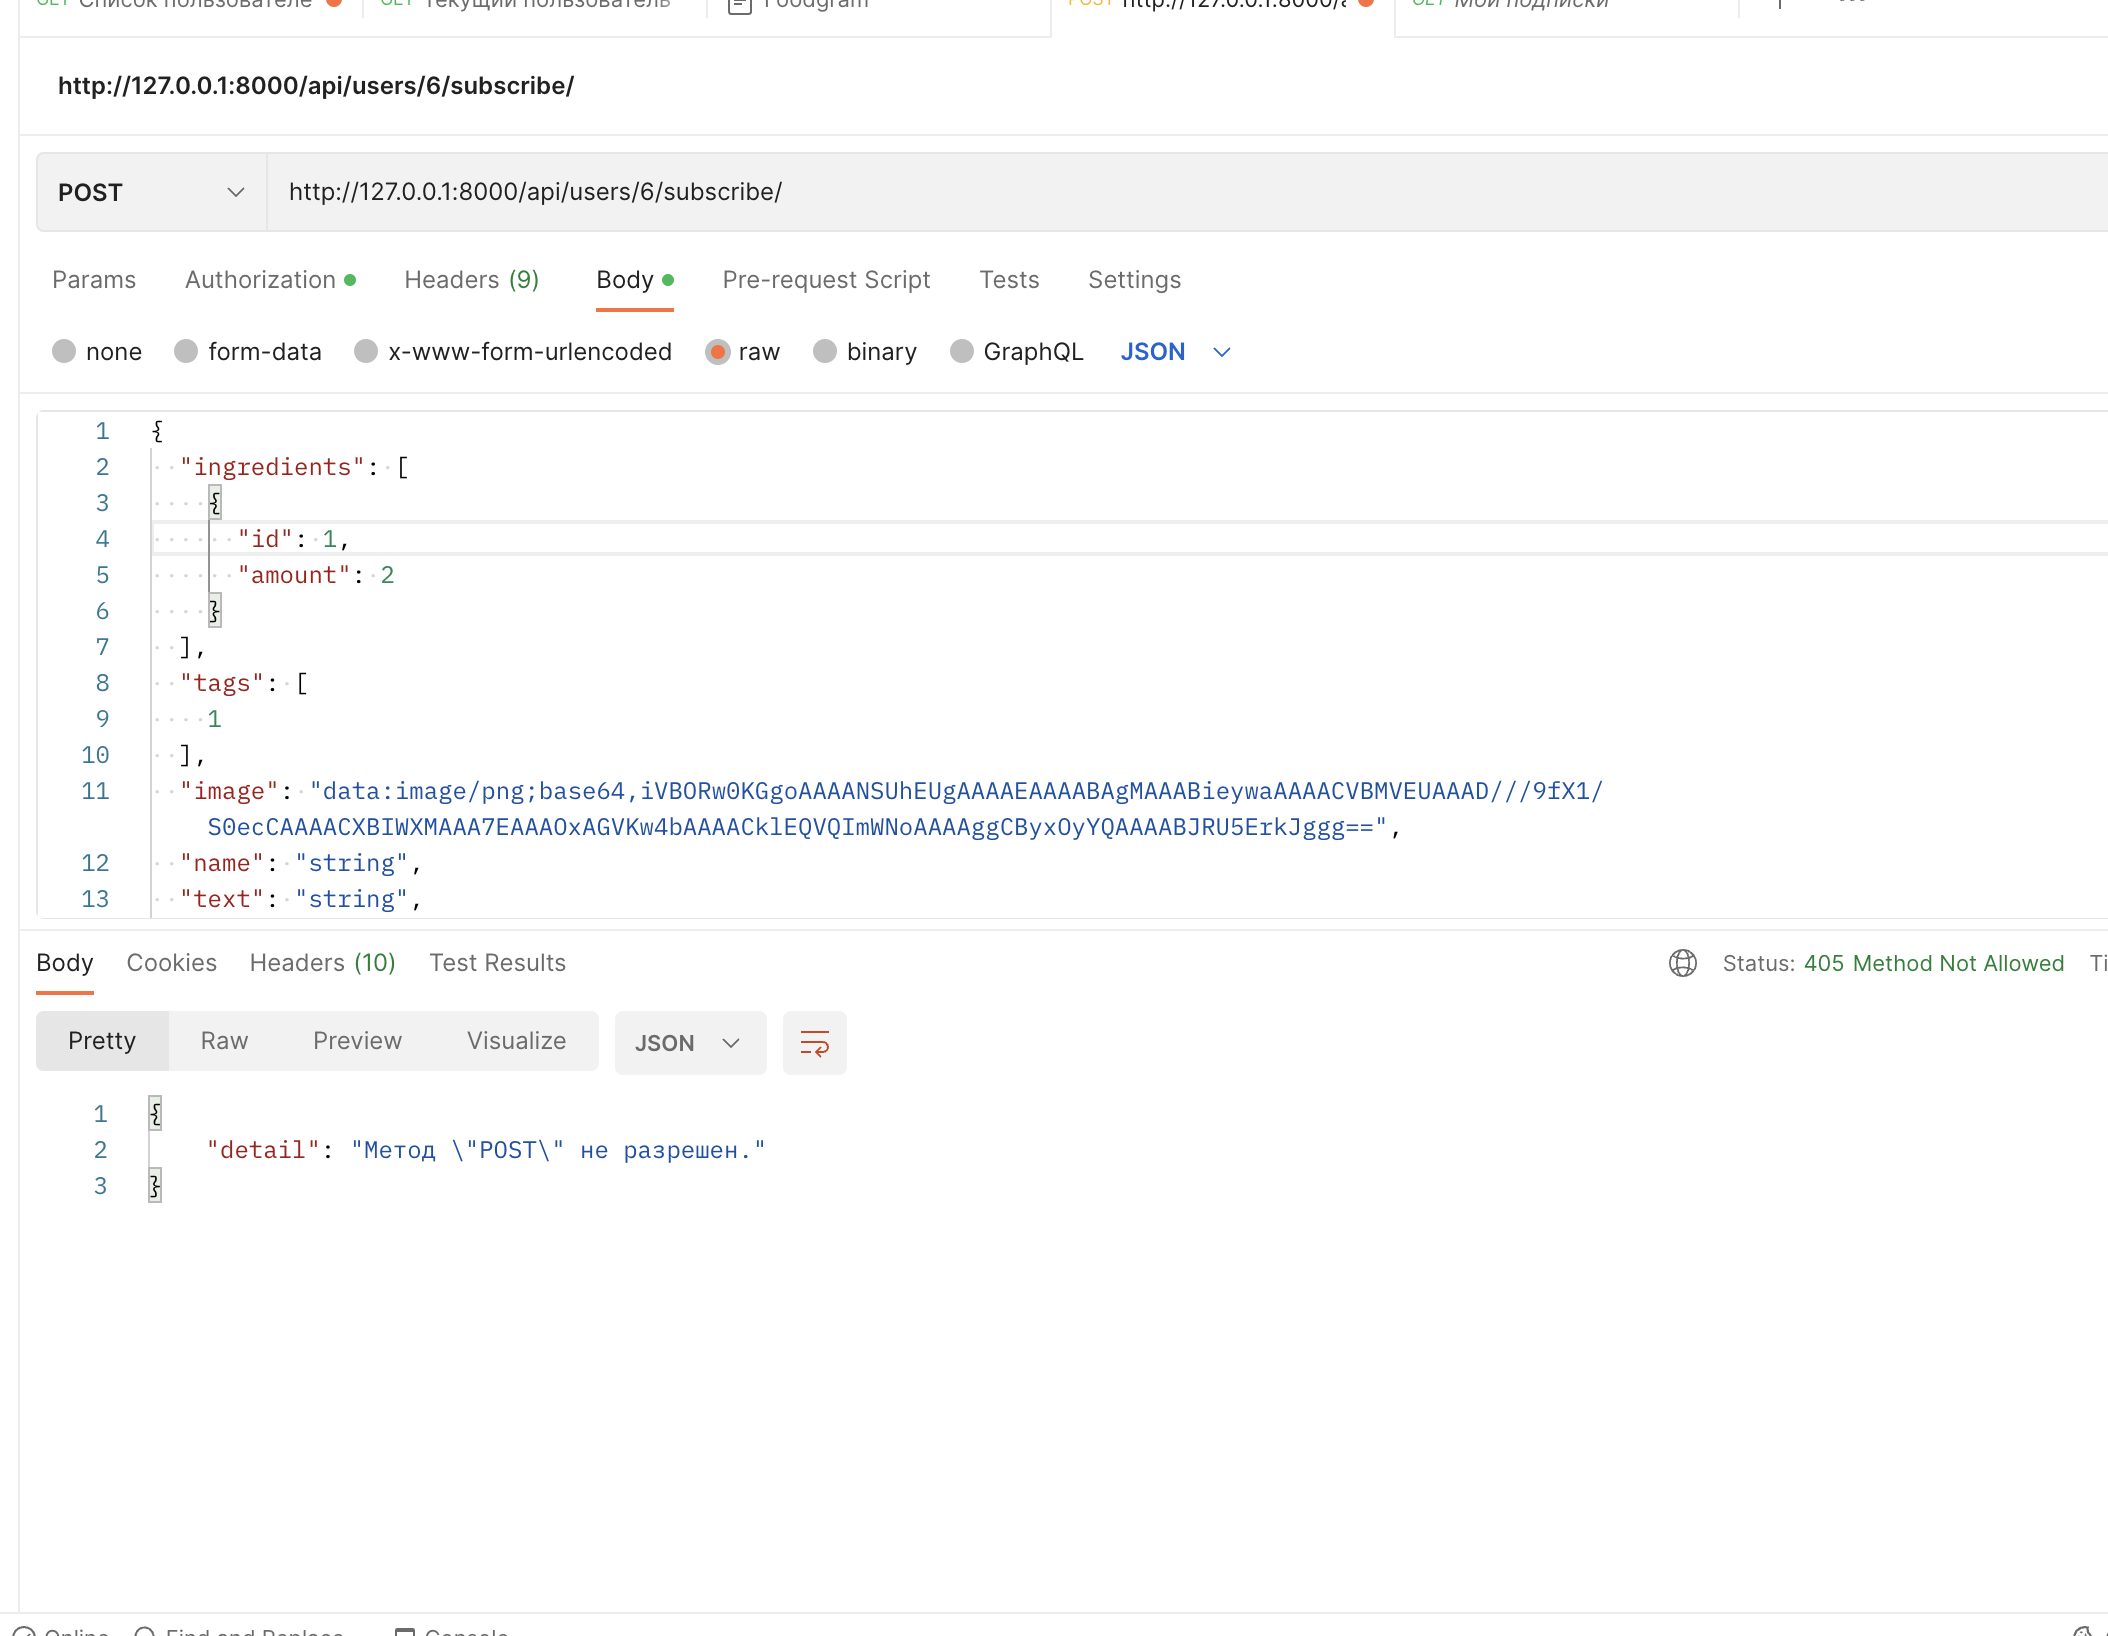 GET Список пользователе
GET Текущий пользователь
Foodgram
POST http://127.0.0.1:8000/a
GET Мои подписки
http://127.0.0.1:8000/api/users/6/subscribe/
POST http://127.0.0.1:8000/api/users/6/subscribe/
Params Authorization Headers (9) Body Pre-request Script Tests Settings
none form-data x-www-form-urlencoded raw binary GraphQL JSON
1 {
2 "ingredients": [
3 {
4 "id": 1,
5 "amount": 2
6 }
7 ],
8 "tags": [
9 1
10 ],
11 "image": "data:image/png;base64,iVBORw0KGgoAAAANSUhEUgAAAAEAAAABAgMAAABieywaAAAACVBMVEUAAAD///9fX1/
S0ecCAAAACXBIWXMAAA7EAAAOxAGVKw4bAAAACklEQVQImWNoAAAAggCByxOyYQAAAABJRU5ErkJggg==",
12 "name": "string",
13 "text": "string",
Body Cookies Headers (10) Test Results Status: 405 Method Not Allowed Ti
Pretty Raw Preview Visualize JSON
1 {
2 "detail": "Метод \"POST\" не разрешен."
3 }
Online Find and Replace Console